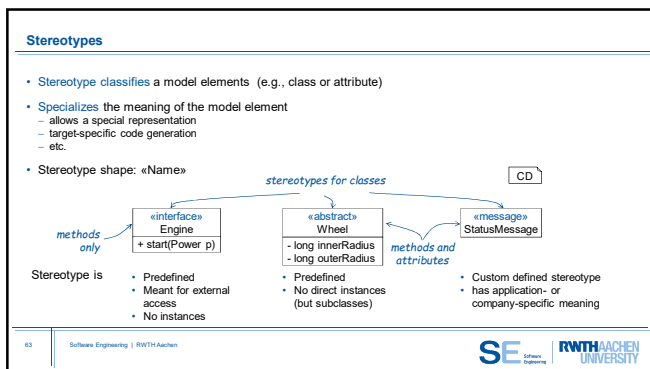 Stereotypes
• Stereotype classifies a model elements (e.g., class or attribute)
• Specializes the meaning of the model element
– allows a special representation
– target-specific code generation
– etc.
• Stereotype shape: «Name»
stereotypes for classes
CD
«interface»
Engine
+ start(Power p)
methods
only
«abstract»
Wheel
- long innerRadius
- long outerRadius
methods and
attributes
«message»
StatusMessage
Stereotype is
• Predefined
• Meant for external
access
• No instances
• Predefined
• No direct instances
(but subclasses)
• Custom defined stereotype
• has application- or
company-specific meaning
63
Software Engineering | RWTH Aachen
SE Software
Engineering
RWTH AACHEN
UNIVERSITY